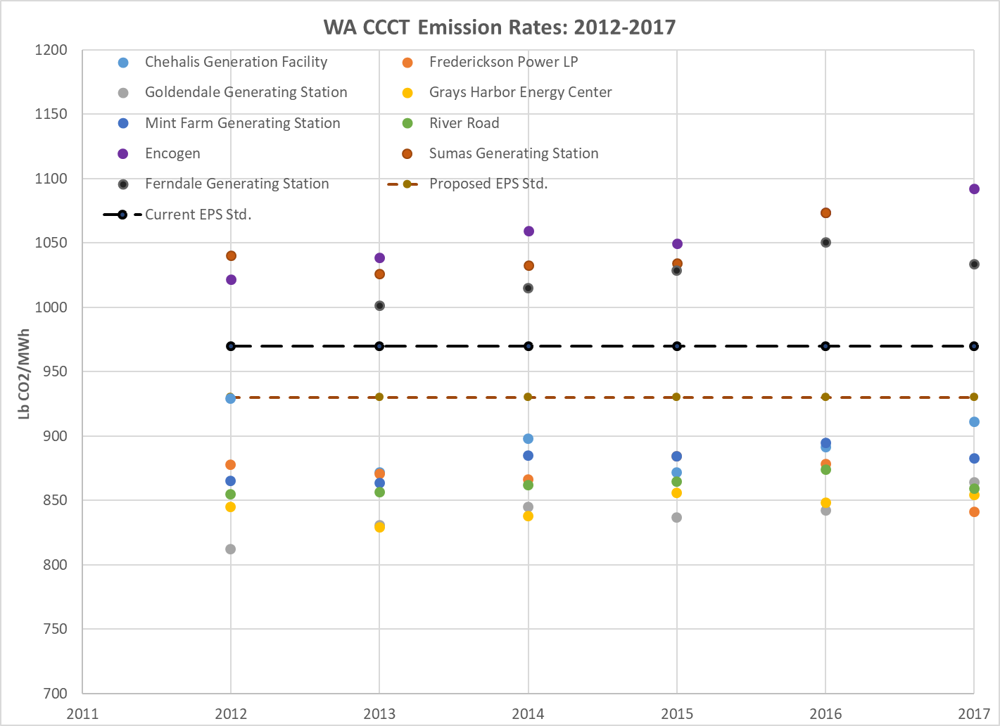 WA CCCT Emission Rates: 2012-2017
1200
Chehalis Generation Facility
Frederickson Power LP
Goldendale Generating Station
Grays Harbor Energy Center
1150
Mint Farm Generating Station
River Road
Encogen
Sumas Generating Station
1100
Ferndale Generating Station
Proposed EPS Std.
Current EPS Std.
1050
1000
Lb CO2/MWh
950
900
850
800
750
700
2011
2012
2013
2014
2015
2016
2017